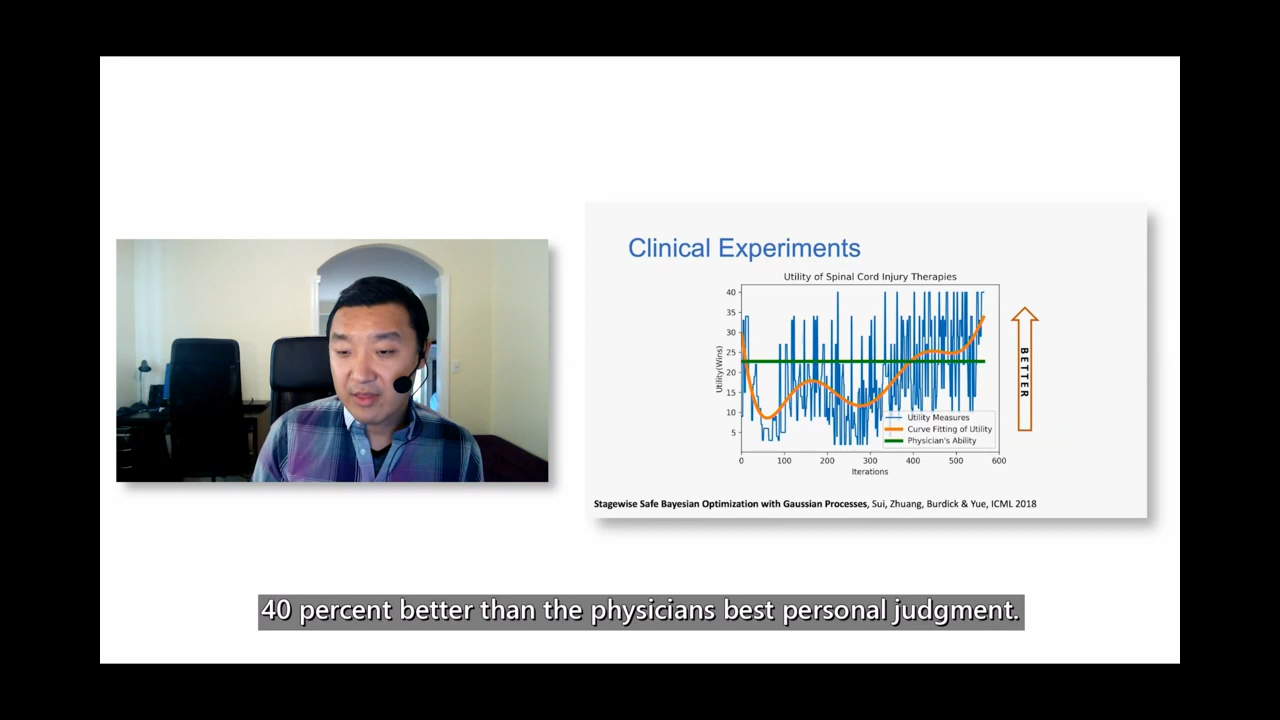 Clinical Experiments
Utility of Spinal Cord Injury Therapies
40
35
30
25
20
15
10
5
Utility(Wins)
0
100
200
300
400
500
600
Iterations
Utility Measures
Curve Fitting of Utility
Physician's Ability
BETTER
Stagewise Safe Bayesian Optimization with Gaussian Processes, Sui, Zhuang, Burdick & Yue, ICML 2018
40 percent better than the physicians best personal judgment.